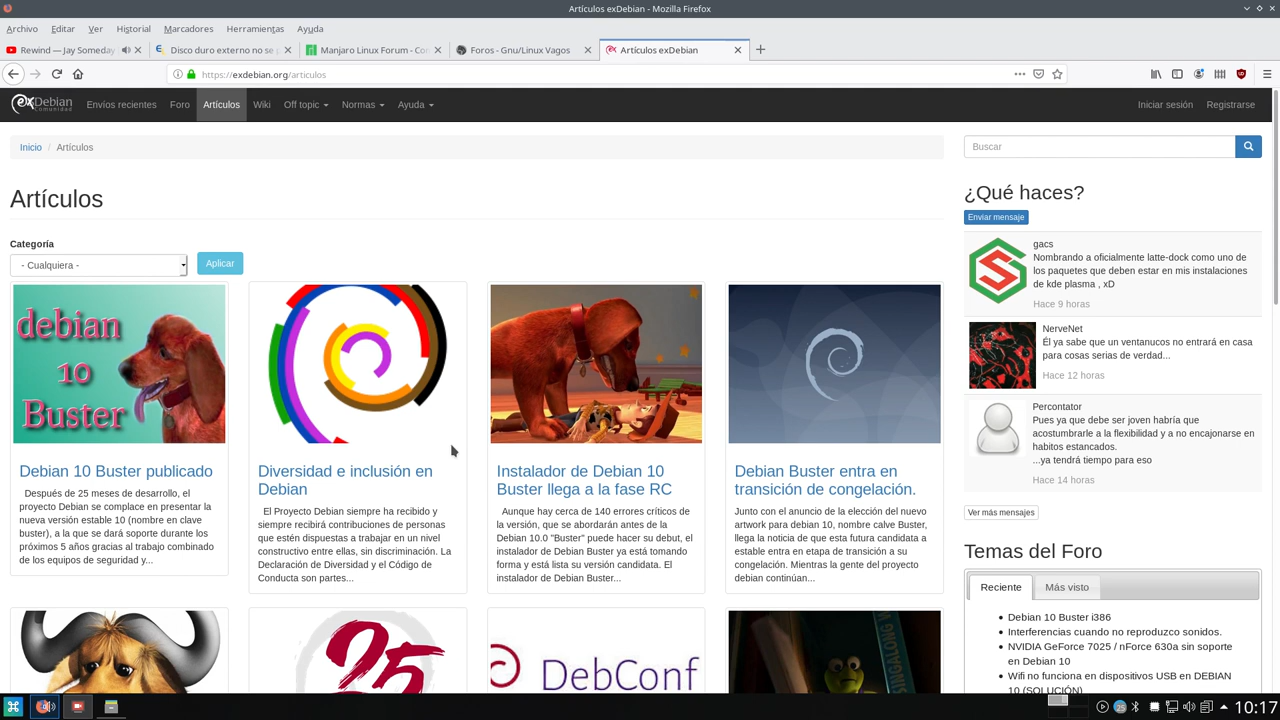 Artículos exDebian - Mozilla Firefox
Archivo Editar Ver Historial Marcadores Herramientas Ayuda
Rewind — Jay Someday
Disco duro externo no se
Manjaro Linux Forum - Co
Foros - Gnu/Linux Vagos
Artículos exDebian
https://exdebian.org/articulos
exDebian
Comunidad
Envíos recientes Foro Artículos Wiki Off topic Normas Ayuda Iniciar sesión Registrarse
Inicio / Artículos
Artículos
Categoría
- Cualquiera -
Aplicar
debian
10
Buster
Debian 10 Buster publicado
Después de 25 meses de desarrollo, el
proyecto Debian se complace en presentar la
nueva versión estable 10 (nombre en clave
buster), a la que se dará soporte durante los
próximos 5 años gracias al trabajo combinado
de los equipos de seguridad y...
Diversidad e inclusión en
Debian
El Proyecto Debian siempre ha recibido y
siempre recibirá contribuciones de personas
que estén dispuestas a trabajar en un nivel
constructivo entre ellas, sin discriminación. La
Declaración de Diversidad y el Código de
Conducta son partes...
Instalador de Debian 10
Buster llega a la fase RC
Aunque hay cerca de 140 errores críticos de
la versión, que se abordarán antes de la
Debian 10.0 "Buster" puede hacer su debut, el
instalador de Debian Buster ya está tomando
forma y está lista su versión candidata. El
instalador de Debian Buster...
Debian Buster entra en
transición de congelación.
Junto con el anuncio de la elección del nuevo
artwork para debian 10, nombre calve Buster,
llega la noticia de que esta futura candidata a
estable entra en etapa de transición a su
congelación. Mientras la gente del proyecto
debian continúan...
25
DebConf
Buscar
¿Qué haces?
Enviar mensaje
gacs
Nombrando a oficialmente latte-dock como uno de
los paquetes que deben estar en mis instalaciones
de kde plasma , xD
Hace 9 horas
NerveNet
Él ya sabe que un ventanucos no entrará en casa
para cosas serias de verdad...
Hace 12 horas
Percontator
Pues ya que debe ser joven habría que
acostumbrarle a la flexibilidad y a no encajonarse en
habitos estancados.
...ya tendrá tiempo para eso
Hace 14 horas
Ver más mensajes
Temas del Foro
Reciente Más visto
Debian 10 Buster i386
Interferencias cuando no reproduzco sonidos.
NVIDIA GeForce 7025 / nForce 630a sin soporte
en Debian 10
Wifi no funciona en dispositivos USB en DEBIAN
10 (SOLUCIÓN)
10:17